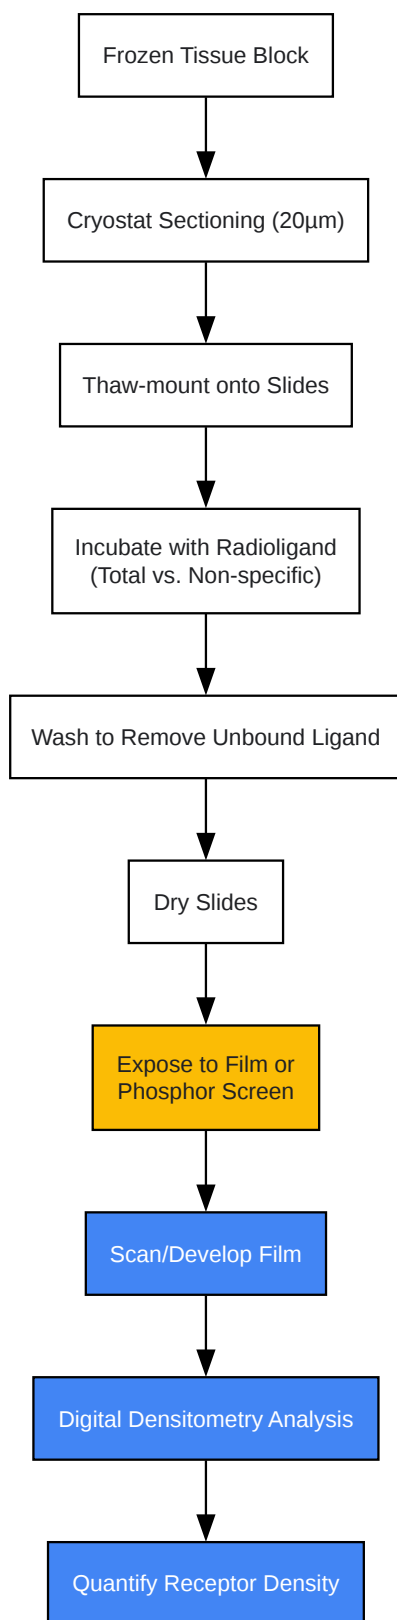 Frozen Tissue Block
Cryostat Sectioning (20µm)
Thaw-mount onto Slides
Incubate with Radioligand
(Total vs. Non-specific)
Wash to Remove Unbound Ligand
Dry Slides
Expose to Film or
Phosphor Screen
Scan/Develop Film
Digital Densitometry Analysis
Quantify Receptor Density